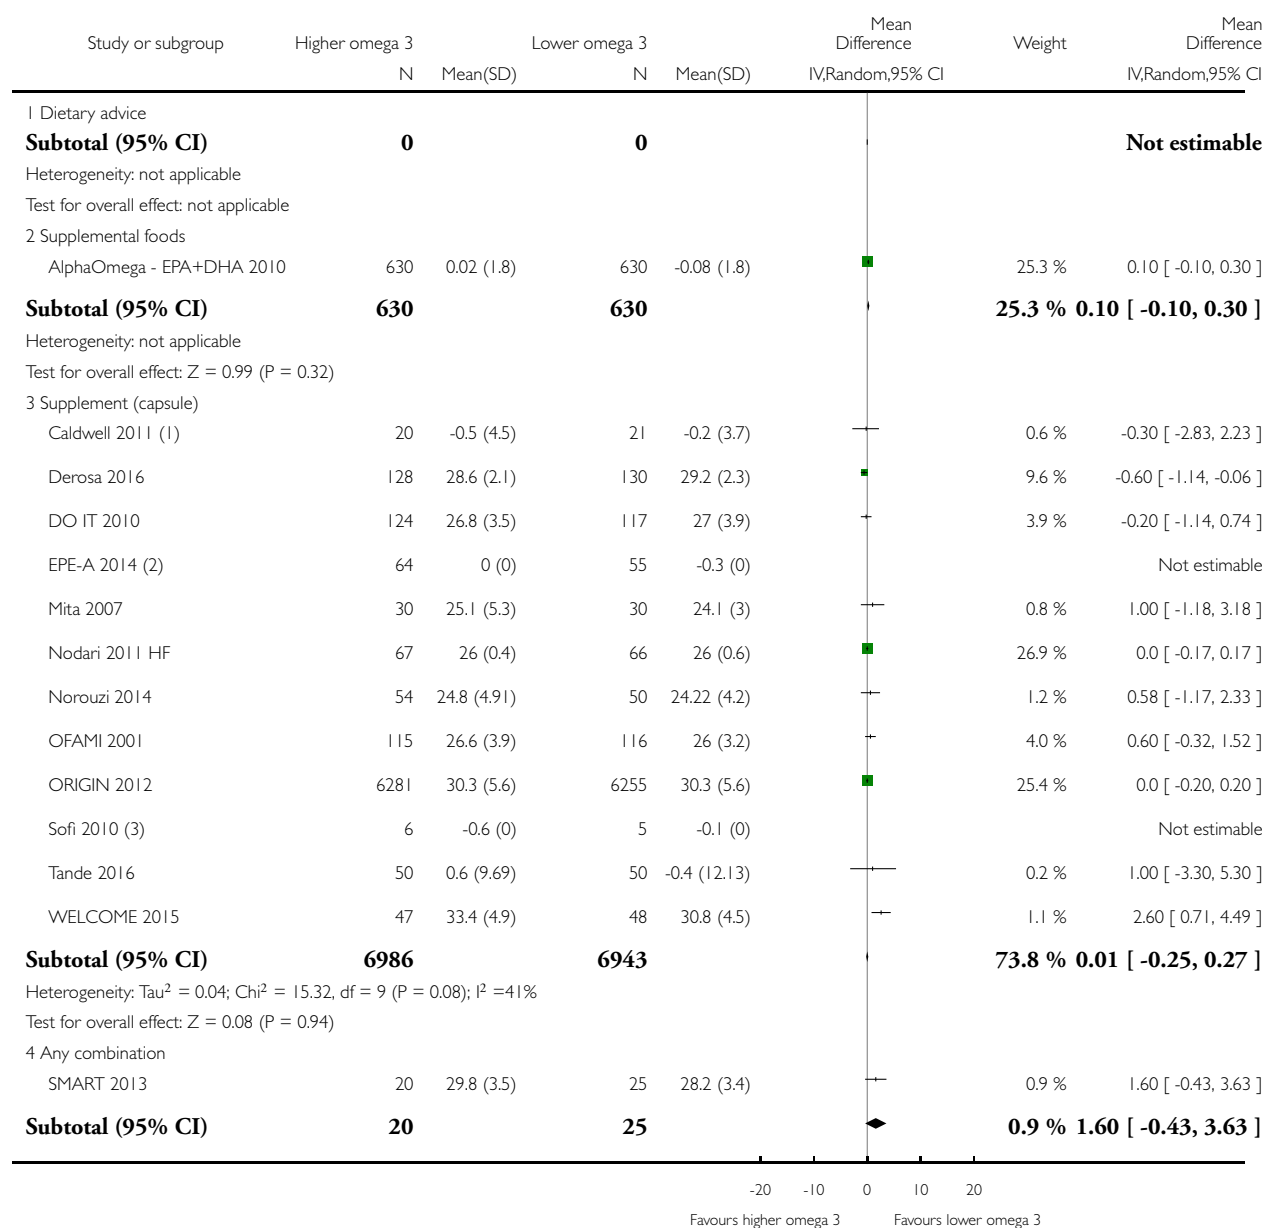 Study or subgroup Higher omega 3 Lower omega 3 Mean Difference Weight Mean Difference
N Mean(SD) N Mean(SD) IV,Random,95% CI IV,Random,95% CI
1 Dietary advice
Subtotal (95% CI) 0 0 Not estimable
Heterogeneity: not applicable
Test for overall effect: not applicable
2 Supplemental foods
AlphaOmega - EPA+DHA 2010 630 0.02 (1.8) 630 -0.08 (1.8) 25.3 % 0.10 [ -0.10, 0.30 ]
Subtotal (95% CI) 630 630 25.3 % 0.10 [ -0.10, 0.30 ]
Heterogeneity: not applicable
Test for overall effect: Z = 0.99 (P = 0.32)
3 Supplement (capsule)
Caldwell 2011 (1) 20 -0.5 (4.5) 21 -0.2 (3.7) 0.6 % -0.30 [ -2.83, 2.23 ]
Derosa 2016 128 28.6 (2.1) 130 29.2 (2.3) 9.6 % -0.60 [ -1.14, -0.06 ]
DO IT 2010 124 26.8 (3.5) 117 27 (3.9) 3.9 % -0.20 [ -1.14, 0.74 ]
EPE-A 2014 (2) 64 0 (0) 55 -0.3 (0) Not estimable
Mita 2007 30 25.1 (5.3) 30 24.1 (3) 0.8 % 1.00 [ -1.18, 3.18 ]
Nodari 2011 HF 67 26 (0.4) 66 26 (0.6) 26.9 % 0.0 [ -0.17, 0.17 ]
Norouzi 2014 54 24.8 (4.91) 50 24.22 (4.2) 1.2 % 0.58 [ -1.17, 2.33 ]
OFAMI 2001 115 26.6 (3.9) 116 26 (3.2) 4.0 % 0.60 [ -0.32, 1.52 ]
ORIGIN 2012 6281 30.3 (5.6) 6255 30.3 (5.6) 25.4 % 0.0 [ -0.20, 0.20 ]
Sofi 2010 (3) 6 -0.6 (0) 5 -0.1 (0) Not estimable
Tande 2016 50 0.6 (9.69) 50 -0.4 (12.13) 0.2 % 1.00 [ -3.30, 5.30 ]
WELCOME 2015 47 33.4 (4.9) 48 30.8 (4.5) 1.1 % 2.60 [ 0.71, 4.49 ]
Subtotal (95% CI) 6986 6943 73.8 % 0.01 [ -0.25, 0.27 ]
Heterogeneity: Tau² = 0.04; Chi² = 15.32, df = 9 (P = 0.08); I² =41%
Test for overall effect: Z = 0.08 (P = 0.94)
4 Any combination
SMART 2013 20 29.8 (3.5) 25 28.2 (3.4) 0.9 % 1.60 [ -0.43, 3.63 ]
Subtotal (95% CI) 20 25 0.9 % 1.60 [ -0.43, 3.63 ]
-20 -10 0 10 20
Favours higher omega 3 Favours lower omega 3